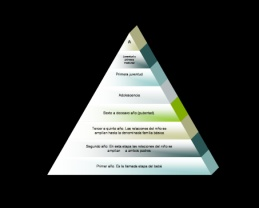 Primera juventud
Adolescencia
Sexto a noveno año (pubertad)
Tercer a quinto año. Las relaciones del niño se
amplían hasta la denominada familia básica
Segundo año. En esta etapa las relaciones del niño se
amplían a ambos padres
Primer año. Es la llamada etapa del bebé